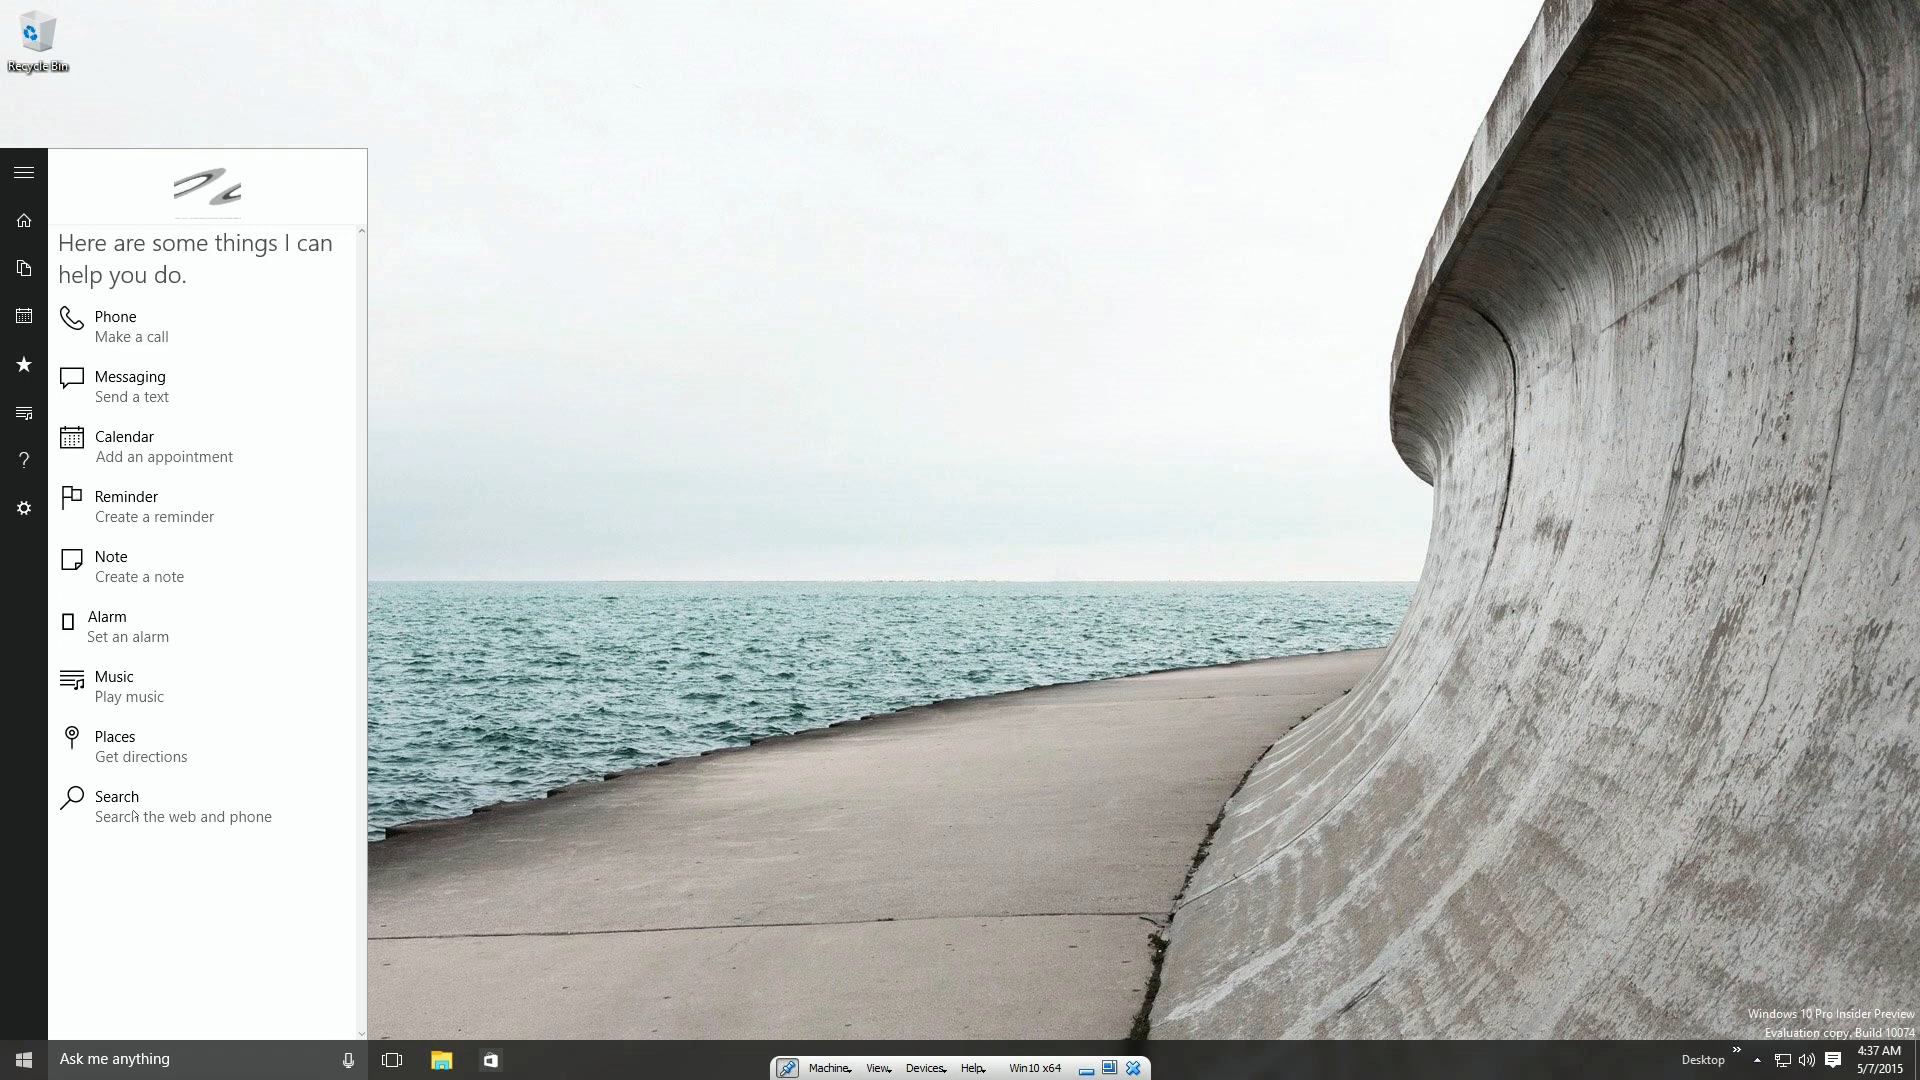 Recycle Bin
Here are some things I can
help you do.
Phone
Make a call
Messaging
Send a text
Calendar
Add an appointment
Reminder
Create a reminder
Note
Create a note
Alarm
Set an alarm
Music
Play music
Places
Get directions
Search
Search the web and phone
Windows 10 Pro Insider Preview
Evaluation copy. Build 10074
Ask me anything
Machine View Devices Help Win10 x64
Desktop
4:37 AM
5/7/2015